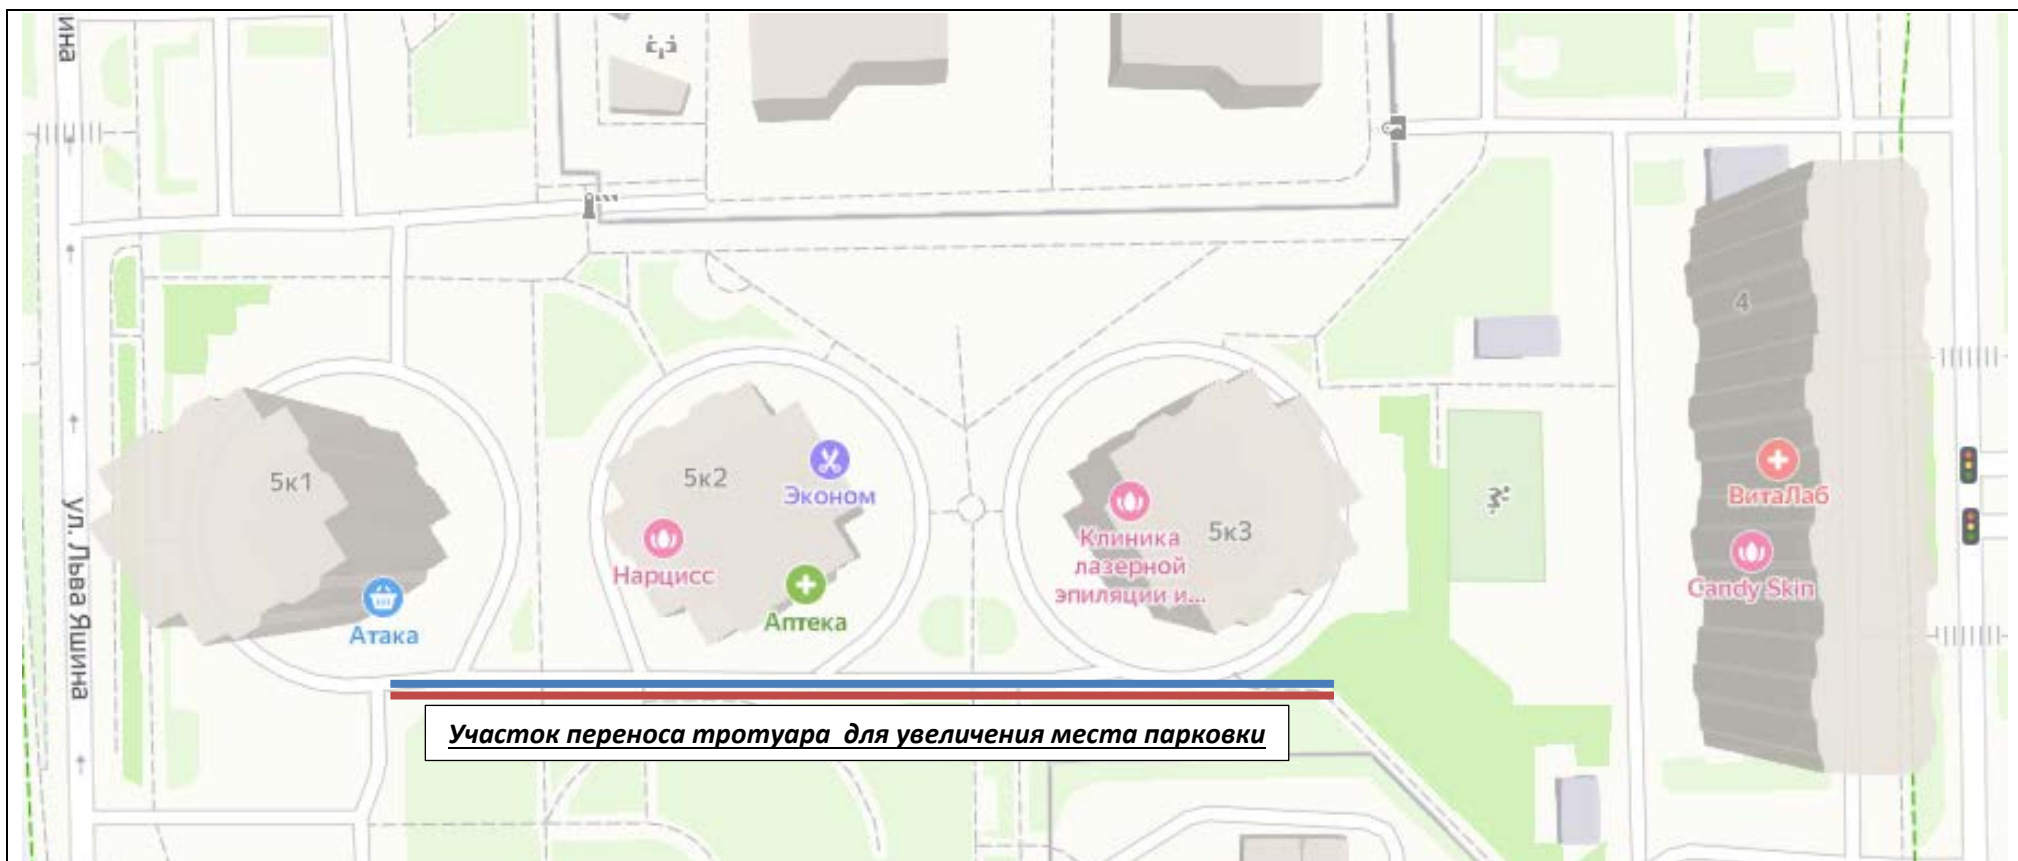 ина
4
5к1
5к2
Эконом
5к3
ВитаЛаб
ул. Льва Яшина
Нарцисс
Клиника
лазерной
эпиляции и...
Candy Skin
Атака
Аптека
Участок переноса тротуара для увеличения места парковки